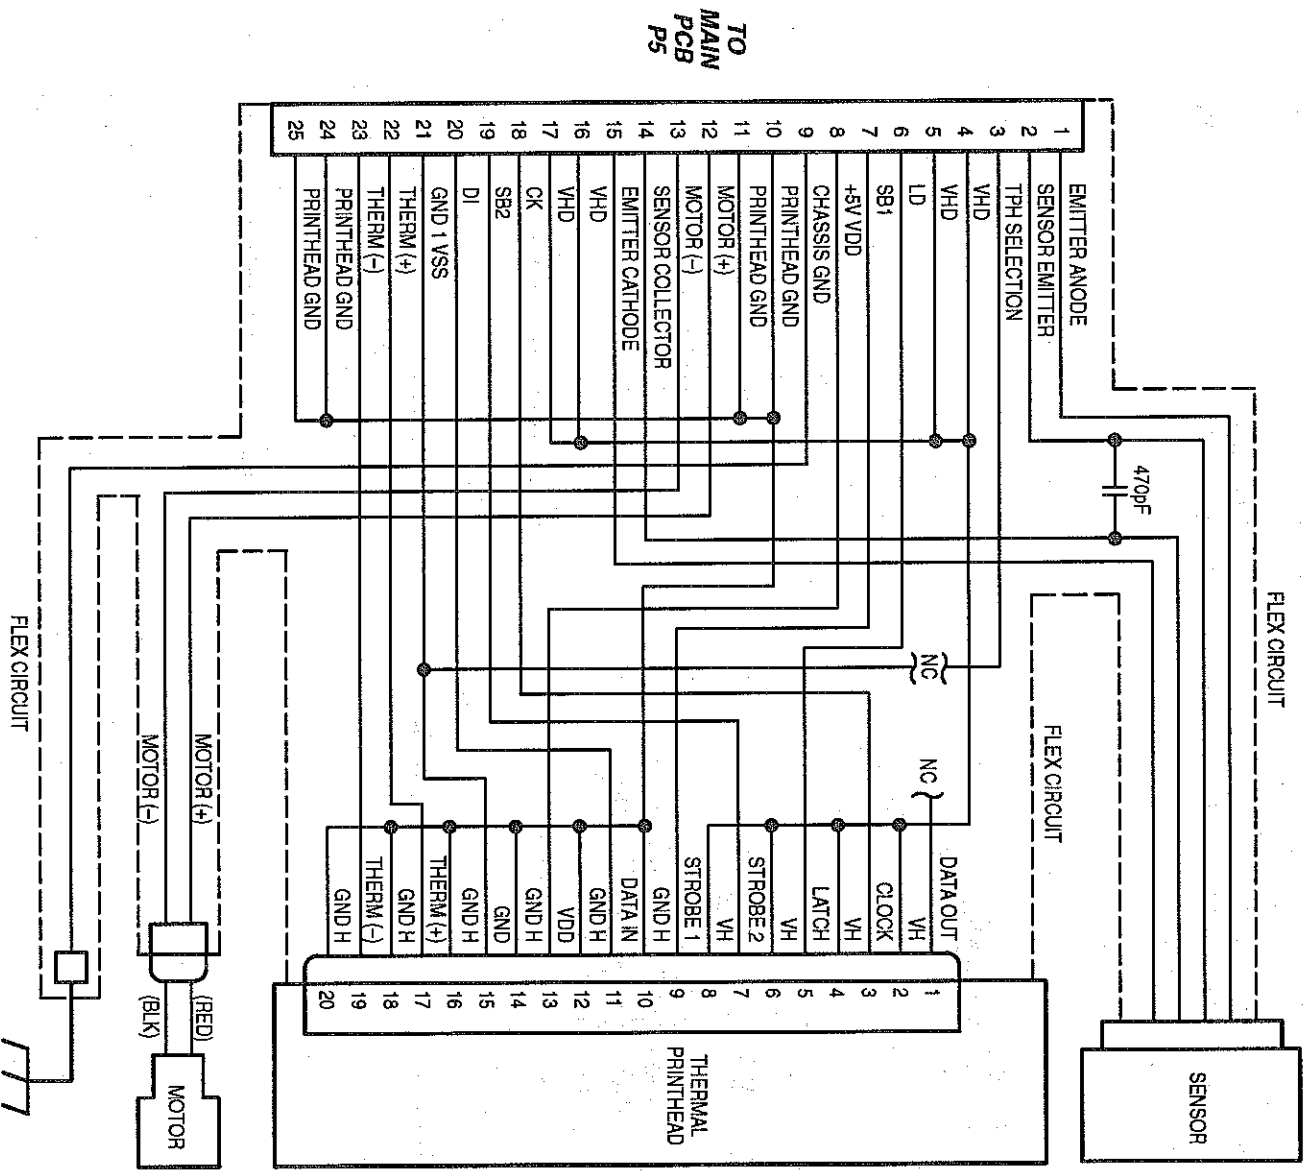 TO
MAIN
PCB
P5
1 EMITTER ANODE
2 SENSOR EMITTER
3 TPH SELECTION
4 VHD
5 VHD
6 LD
7 SB1
8 +5V VDD
9 CHASSIS GND
10 PRINTHEAD GND
11 PRINTHEAD GND
12 MOTOR (+)
13 MOTOR (–)
14 SENSOR COLLECTOR
15 EMITTER CATHODE
16 VHD
17 VHD
18 CK
19 SB2
20 DI
21 GND 1 VSS
22 THERM (+)
23 THERM (–)
24 PRINTHEAD GND
25 PRINTHEAD GND
470pF
FLEX CIRCUIT
FLEX CIRCUIT
FLEX CIRCUIT
NC
NC
DATA OUT 1
VH 2
CLOCK 3
VH 4
LATCH 5
VH 6
STROBE 2 7
VH 8
STROBE 1 9
GND H 10
DATA IN 11
GND H 12
VDD 13
GND H 14
GND 15
GND H 16
THERM (+) 17
GND H 18
THERM (–) 19
GND H 20
SENSOR
THERMAL
PRINTHEAD
MOTOR (+)
MOTOR (–)
(RED)
(BLK)
MOTOR